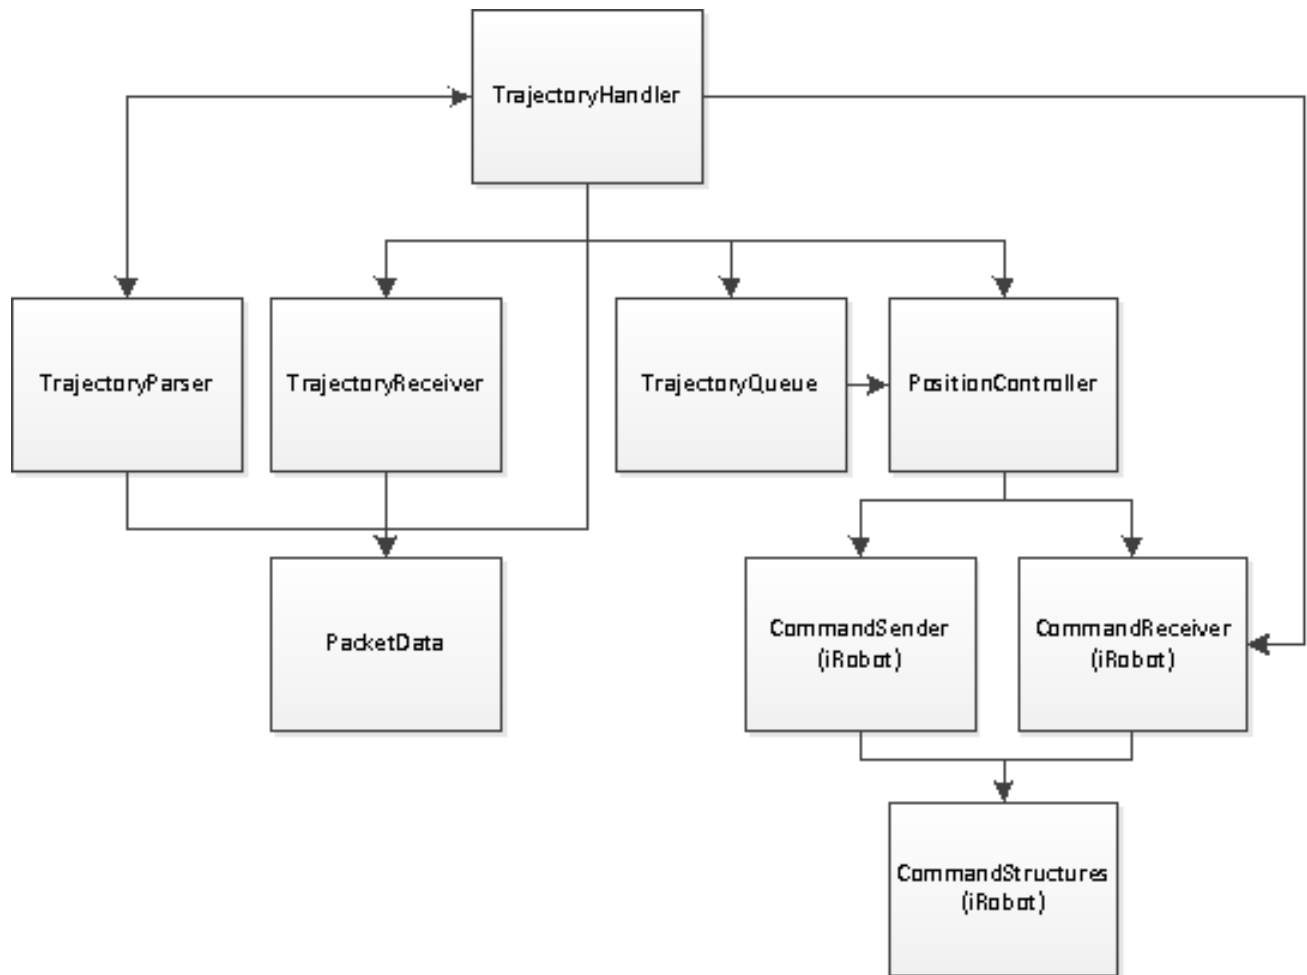 TrajectoryHandler
TrajectoryParser
TrajectoryReceiver
TrajectoryQueue
PositionController
PacketData
CommandSender
(iRobot)
CommandReceiver
(iRobot)
CommandStructures
(iRobot)